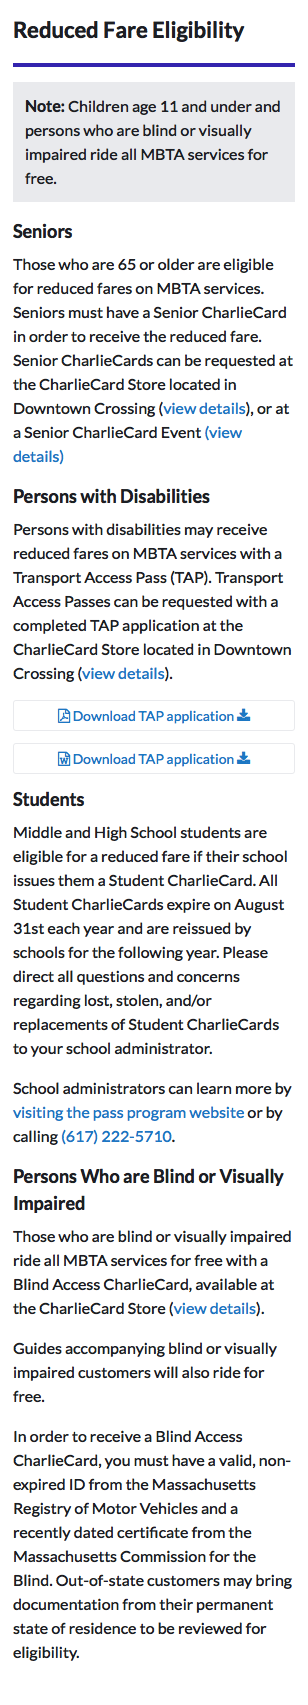 Reduced Fare Eligibility
Note: Children age 11 and under and
persons who are blind or visually
impaired ride all MBTA services for
free.
Seniors
Those who are 65 or older are eligible
for reduced fares on MBTA services.
Seniors must have a Senior CharlieCard
in order to receive the reduced fare.
Senior CharlieCards can be requested at
the CharlieCard Store located in
Downtown Crossing (view details), or at
a Senior CharlieCard Event (view
details)
Persons with Disabilities
Persons with disabilities may receive
reduced fares on MBTA services with a
Transport Access Pass (TAP). Transport
Access Passes can be requested with a
completed TAP application at the
CharlieCard Store located in Downtown
Crossing (view details).
Download TAP application
Download TAP application
Students
Middle and High School students are
eligible for a reduced fare if their school
issues them a Student CharlieCard. All
Student CharlieCards expire on August
31st each year and are reissued by
schools for the following year. Please
direct all questions and concerns
regarding lost, stolen, and/or
replacements of Student CharlieCards
to your school administrator.
School administrators can learn more by
visiting the pass program website or by
calling (617) 222-5710.
Persons Who are Blind or Visually
Impaired
Those who are blind or visually impaired
ride all MBTA services for free with a
Blind Access CharlieCard, available at
the CharlieCard Store (view details).
Guides accompanying blind or visually
impaired customers will also ride for
free.
In order to receive a Blind Access
CharlieCard, you must have a valid, non-
expired ID from the Massachusetts
Registry of Motor Vehicles and a
recently dated certificate from the
Massachusetts Commission for the
Blind. Out-of-state customers may bring
documentation from their permanent
state of residence to be reviewed for
eligibility.